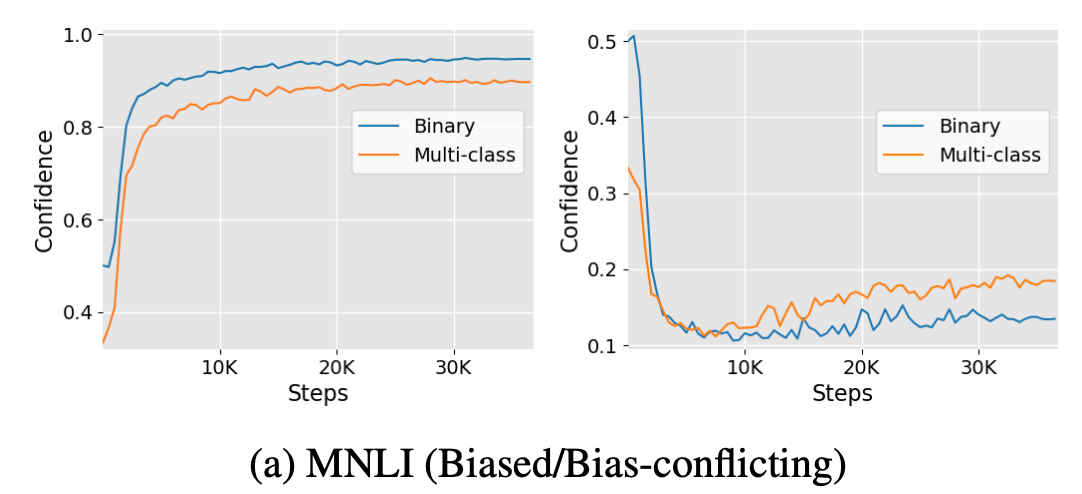 1.0
0.8
0.6
0.4
Confidence
10K
20K
30K
Steps
Binary
Multi-class
0.5
0.4
0.3
0.2
0.1
Confidence
10K
20K
30K
Steps
Binary
Multi-class
(a) MNLI (Biased/Bias-conflicting)